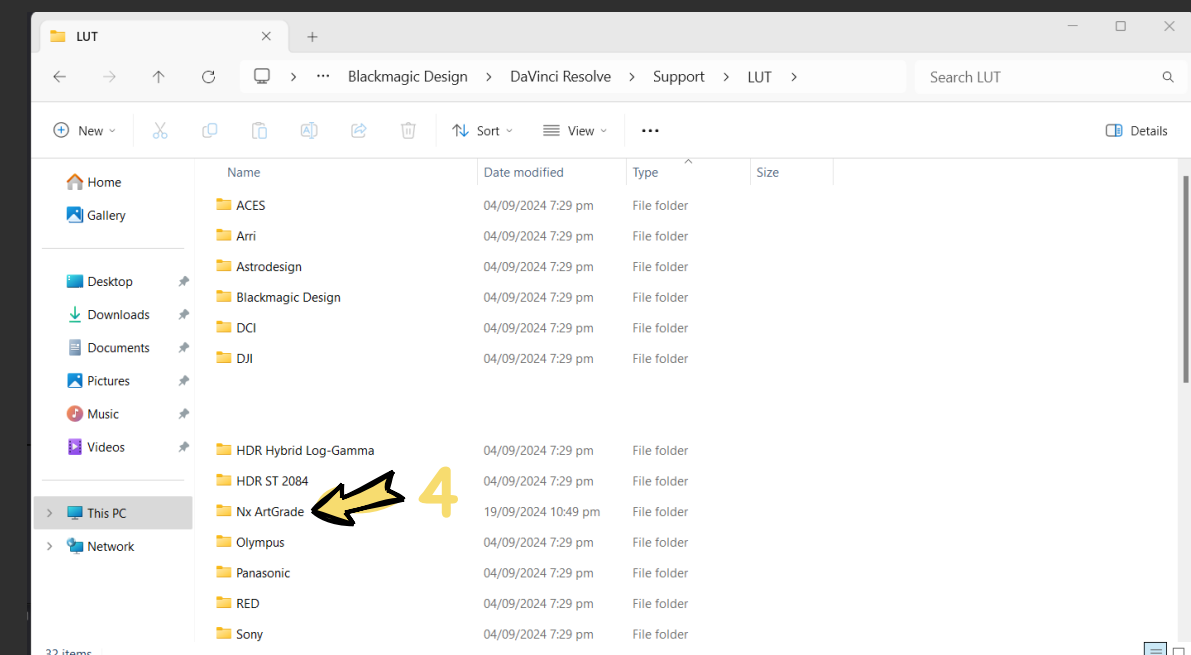 LUT
Blackmagic Design > DaVinci Resolve > Support > LUT >
Search LUT
New
Sort
View
Details
Name Date modified Type Size
Home
Gallery
Desktop
Downloads
Documents
Pictures
Music
Videos
This PC
Network
ACES 04/09/2024 7:29 pm File folder
Arri 04/09/2024 7:29 pm File folder
Astrodesign 04/09/2024 7:29 pm File folder
Blackmagic Design 04/09/2024 7:29 pm File folder
DCI 04/09/2024 7:29 pm File folder
DJI 04/09/2024 7:29 pm File folder
HDR Hybrid Log-Gamma 04/09/2024 7:29 pm File folder
HDR ST 2084 04/09/2024 7:29 pm File folder
Nx ArtGrade 4 19/09/2024 10:49 pm File folder
Olympus 04/09/2024 7:29 pm File folder
Panasonic 04/09/2024 7:29 pm File folder
RED 04/09/2024 7:29 pm File folder
Sony 04/09/2024 7:29 pm File folder
32 items